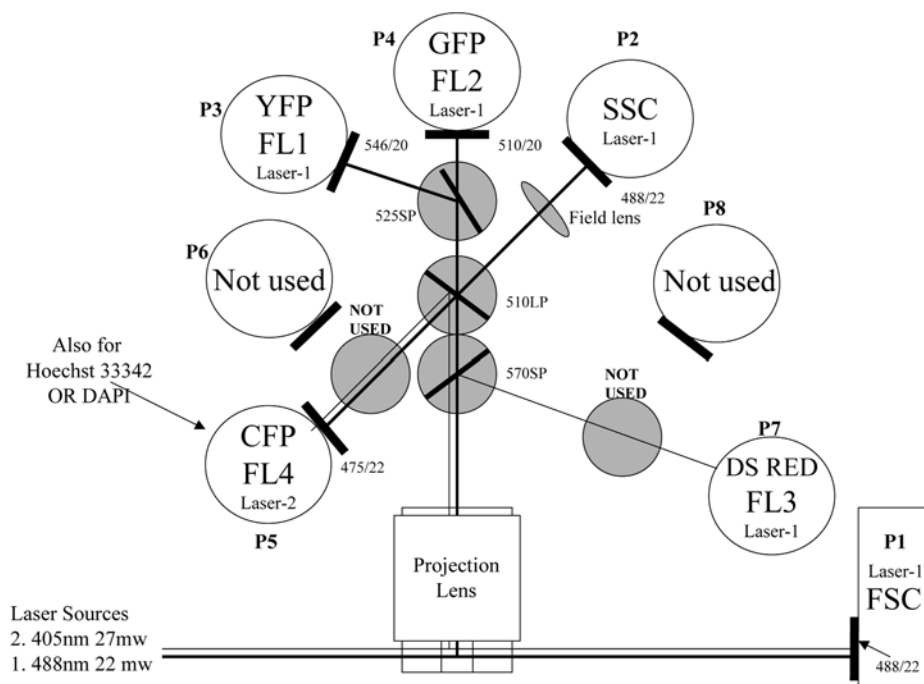 P4
GFP
FL2
Laser-1
P2
SSC
Laser-1
P3
YFP
FL1
Laser-1
546/20
510/20
488/22
525SP
Field lens
P6
Not used
P8
Not used
510LP
NOT
USED
Also for
Hoechst 33342
OR DAPI
570SP
NOT
USED
CFP
FL4
Laser-2
475/22
P5
P7
DS RED
FL3
Laser-1
P1
Laser-1
FSC
488/22
Projection
Lens
Laser Sources
2. 405nm 27mw
1. 488nm 22 mw